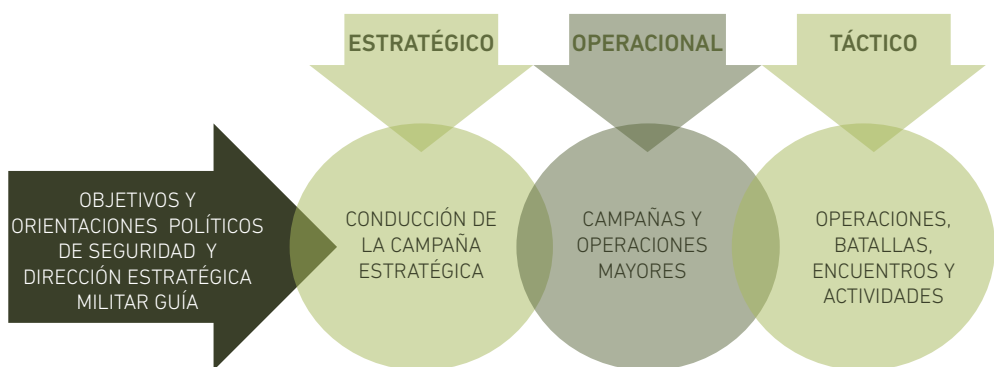 ESTRATÉGICO
OPERACIONAL
TÁCTICO
OBJETIVOS Y
ORIENTACIONES POLÍTICOS
DE SEGURIDAD Y
DIRECCIÓN ESTRATÉGICA
MILITAR GUÍA
CONDUCCIÓN DE
LA CAMPAÑA
ESTRATÉGICA
CAMPAÑAS Y
OPERACIONES
MAYORES
OPERACIONES,
BATALLAS,
ENCUENTROS Y
ACTIVIDADES